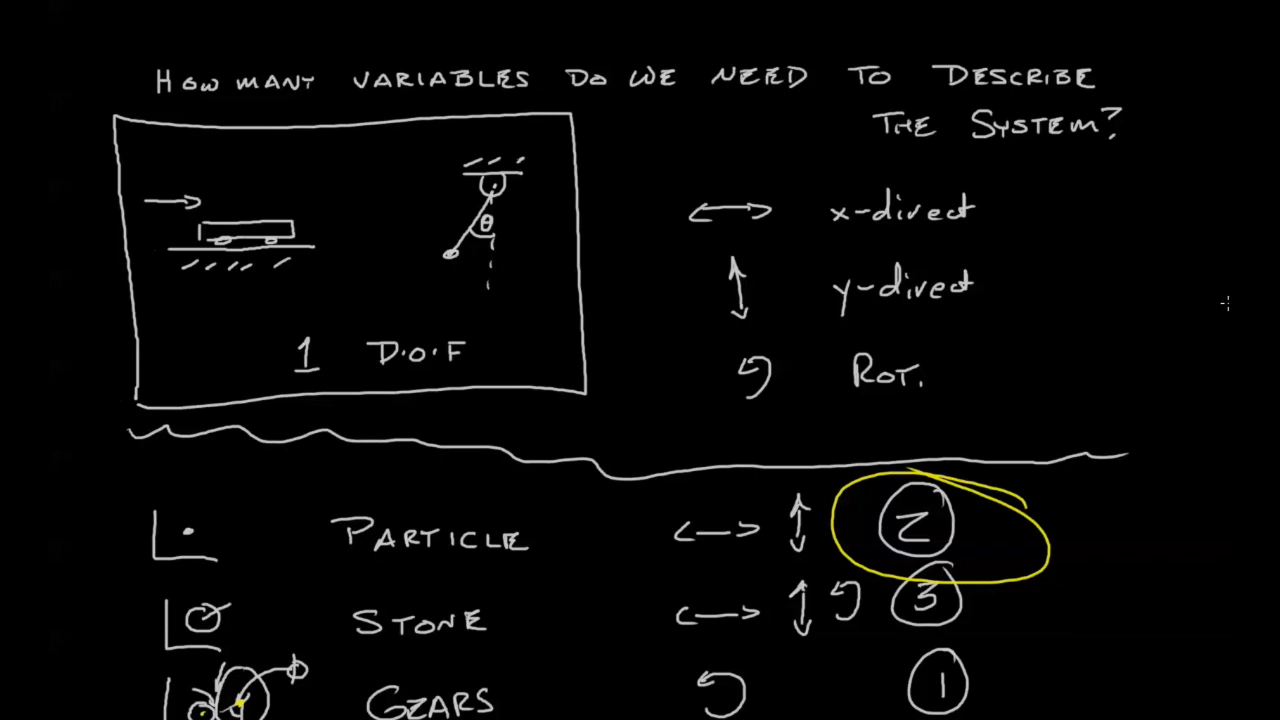 HOW MANY VARIABLES DO WE NEED TO DESCRIBE
THE SYSTEM?
θ
1 D.O.F
x-direct
y-direct
ROT.
PARTICLE 2
STONE 3
ϕ
GEARS 1